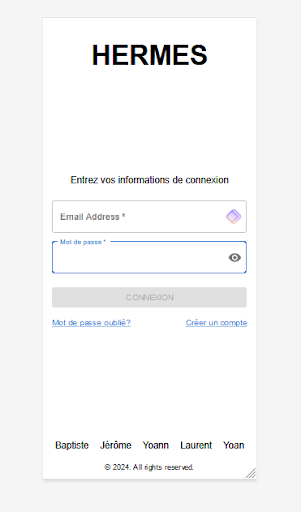 HERMES
Entrez vos informations de connexion
Email Address *
Mot de passe *
CONNEXION
Mot de passe oublié? Créer un compte
Baptiste Jérôme Yoann Laurent Yoan
© 2024. All rights reserved.